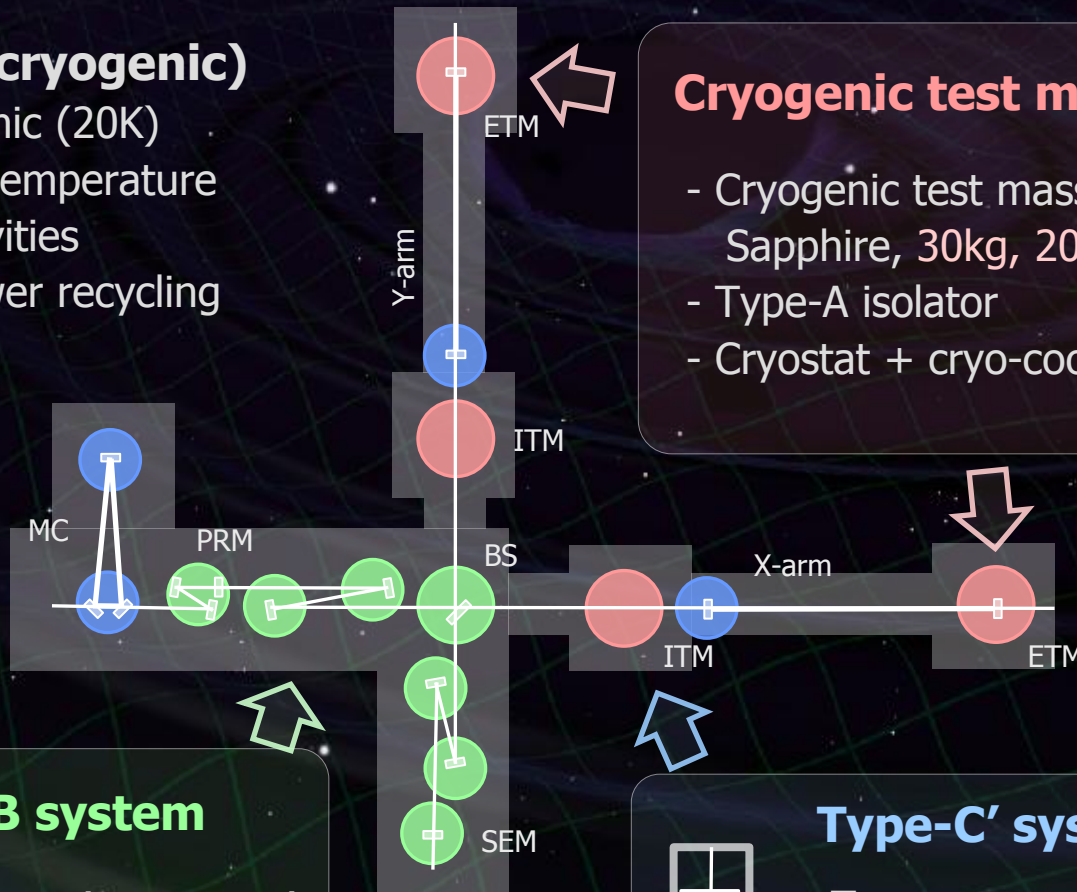 cryogenic)
nic (20K)
emperature
vities
ver recycling
ETM
Y-arm
ITM
Cryogenic test m
- Cryogenic test mass
Sapphire, 30kg, 20
- Type-A isolator
- Cryostat + cryo-coo
MC
PRM
BS
X-arm
ITM
ETM
SEM
B system
Type-C’ sys